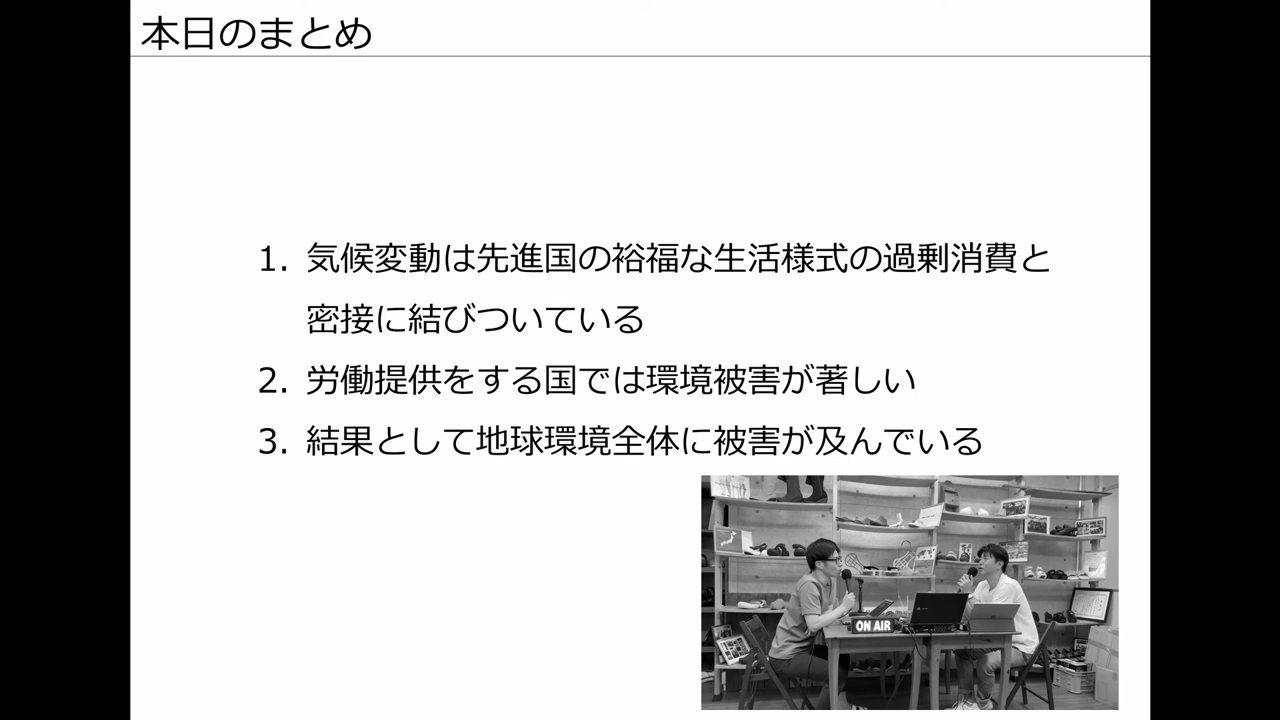 本日のまとめ
1. 気候変動は先進国の裕福な生活様式の過剰消費と
密接に結びついている
2. 労働提供をする国では環境被害が著しい
3. 結果として地球環境全体に被害が及んでいる
ON AIR